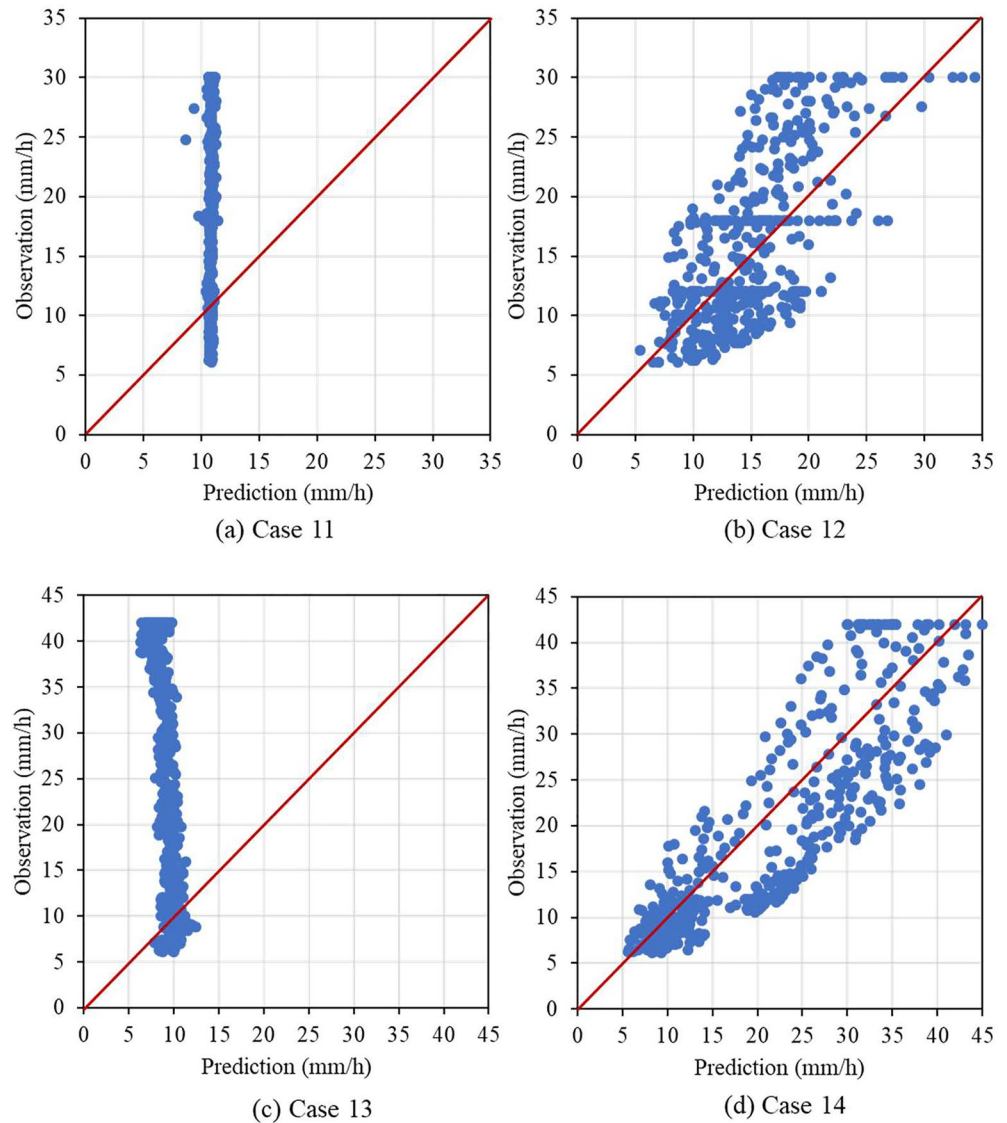 35
30
25
20
15
10
5
0
Observation (mm/h)
0 5 10 15 20 25 30 35
Prediction (mm/h)
(a) Case 11
35
30
25
20
15
10
5
0
Observation (mm/h)
0 5 10 15 20 25 30 35
Prediction (mm/h)
(b) Case 12
45
40
35
30
25
20
15
10
5
0
Observation (mm/h)
0 5 10 15 20 25 30 35 40 45
Prediction (mm/h)
(c) Case 13
45
40
35
30
25
20
15
10
5
0
Observation (mm/h)
0 5 10 15 20 25 30 35 40 45
Prediction (mm/h)
(d) Case 14